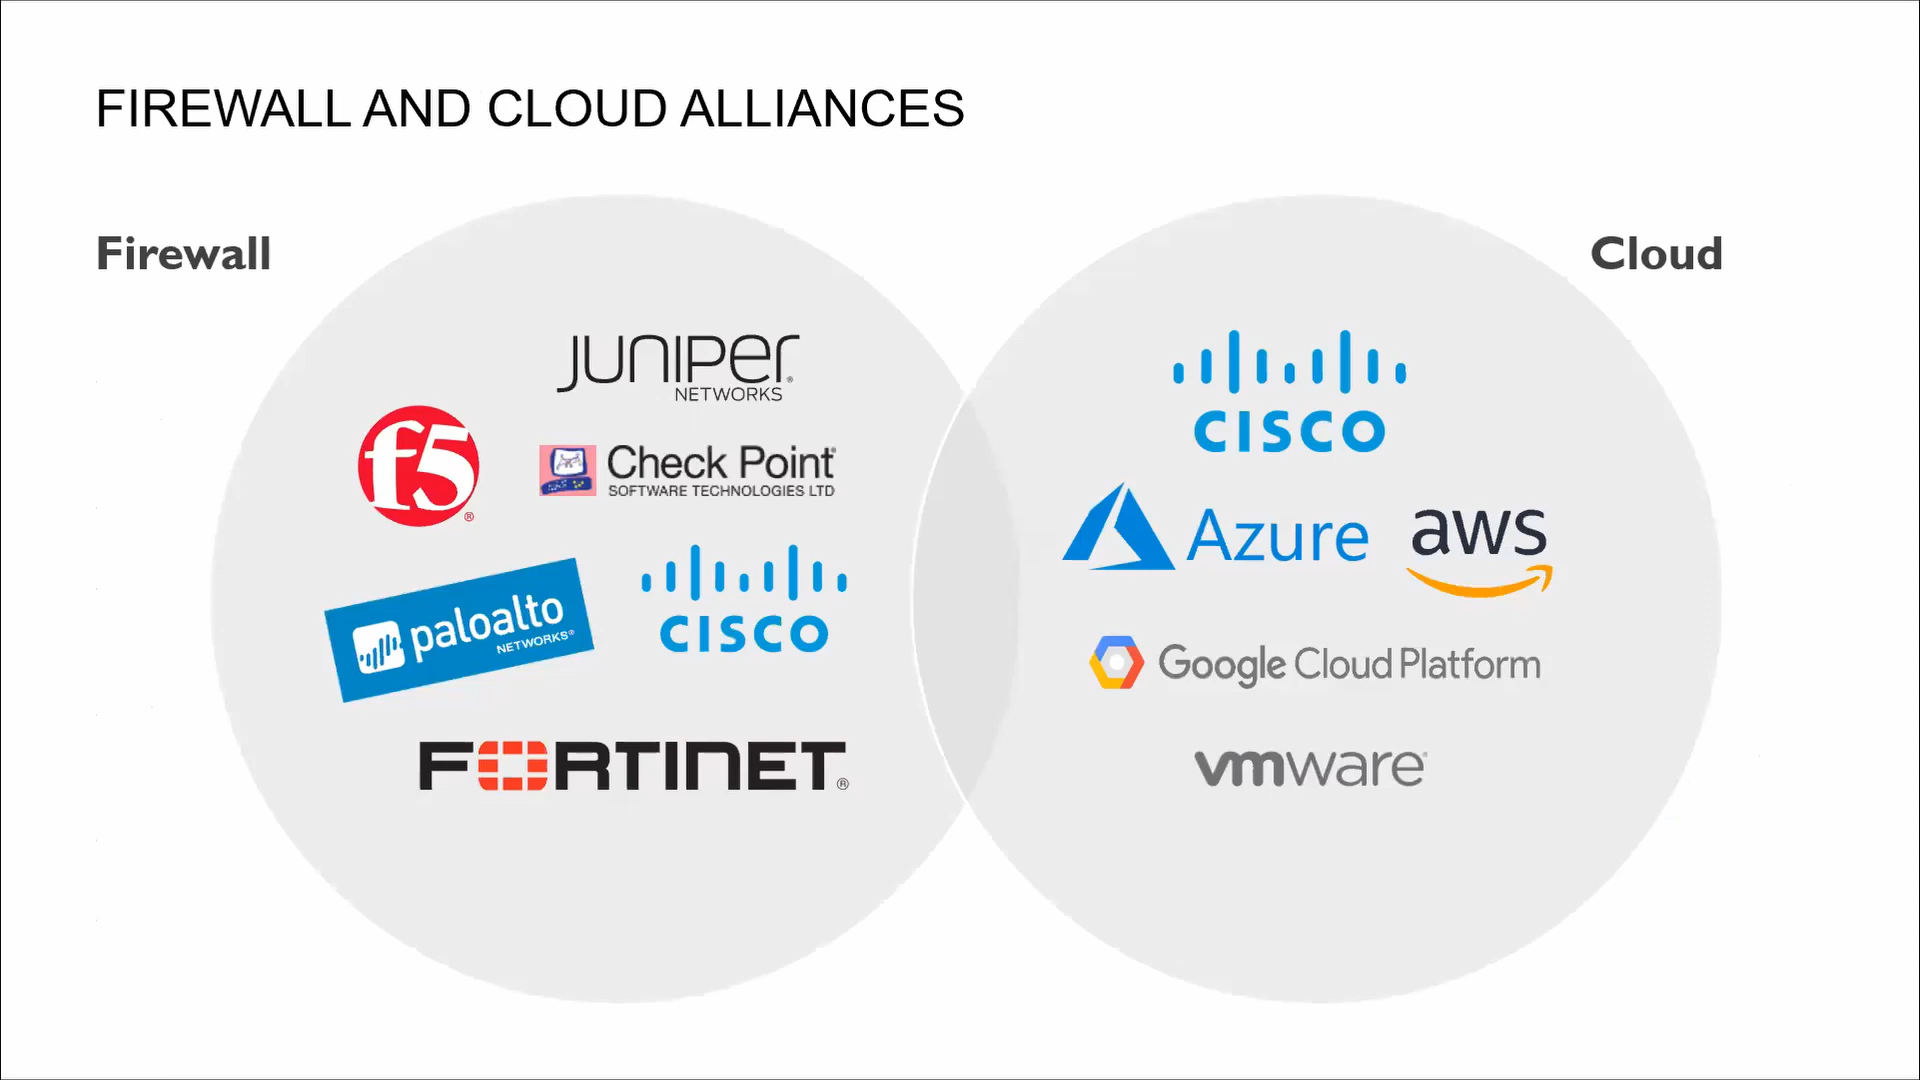 FIREWALL AND CLOUD ALLIANCES
Firewall
Cloud
JUNIPER
NETWORKS
f5
Check Point
SOFTWARE TECHNOLOGIES LTD
paloalto
NETWORKS®
CISCO
FORTINET®
CISCO
Azure
aws
Google Cloud Platform
vmware